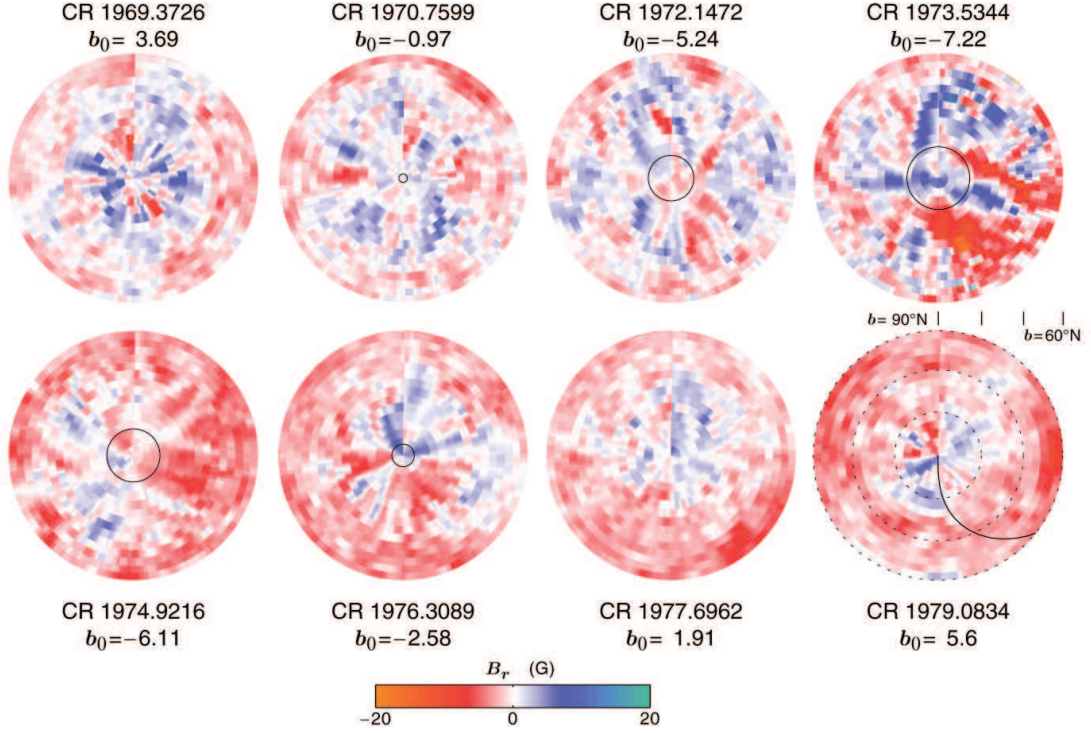 CR 1969.3726 CR 1970.7599 CR 1972.1472 CR 1973.5344
b₀= 3.69 b₀=−0.97 b₀=−5.24 b₀=−7.22
b=90°N
b=60°N
CR 1974.9216 CR 1976.3089 CR 1977.6962 CR 1979.0834
b₀=−6.11 b₀=−2.58 b₀= 1.91 b₀= 5.6
Bᵣ (G)
−20 0 20